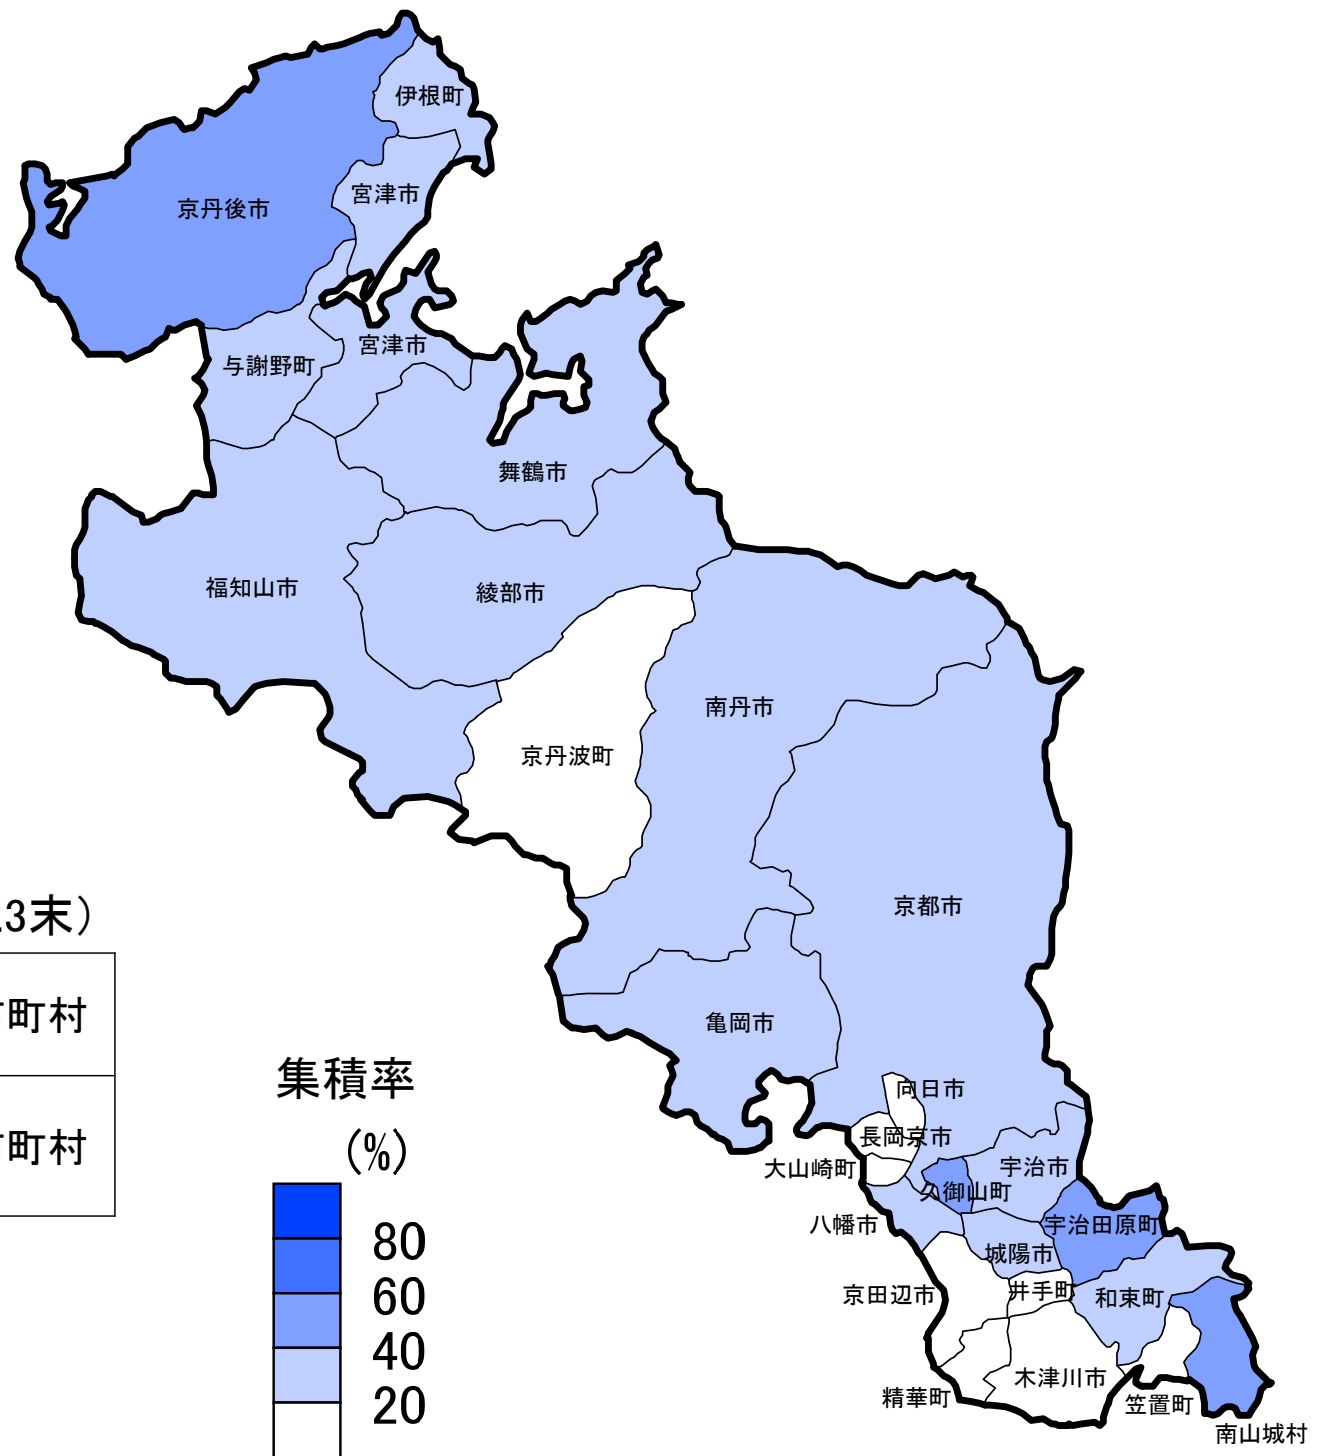 伊根町
宮津市
京丹後市
与謝野町
宮津市
舞鶴市
福知山市
綾部市
南丹市
京丹波町
京都市
亀岡市
3末）
町村
町村
集積率
(%)
80
60
40
20
向日市
長岡京市
大山崎町
宇治市
久御山町
八幡市
宇治田原町
城陽市
京田辺市
井手町
和束町
木津川市
精華町
笠置町
南山城村